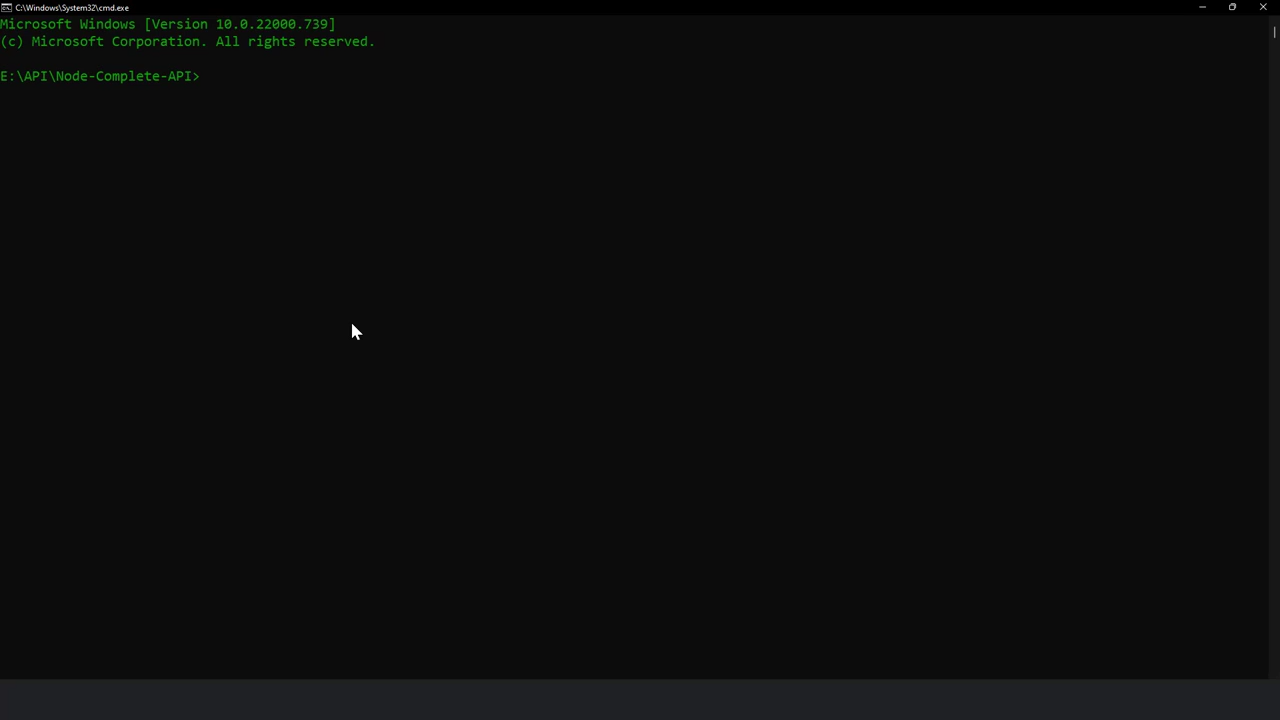 C:\Windows\System32\cmd.exe
Microsoft Windows [Version 10.0.22000.739]
(c) Microsoft Corporation. All rights reserved.
E:\API\Node-Complete-API>